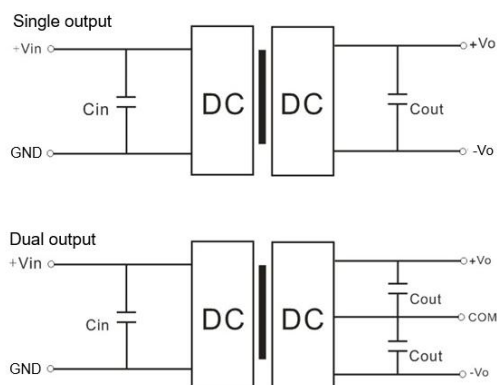 Single output
+Vin
+Vo
Cin
DC
DC
Cout
GND
-Vo
Dual output
+Vin
+Vo
Cout
Cin
DC
DC
COM
Cout
GND
-Vo